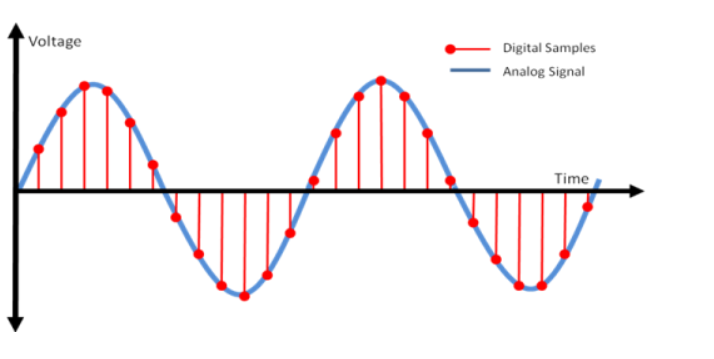 Voltage
Digital Samples
Analog Signal
Time